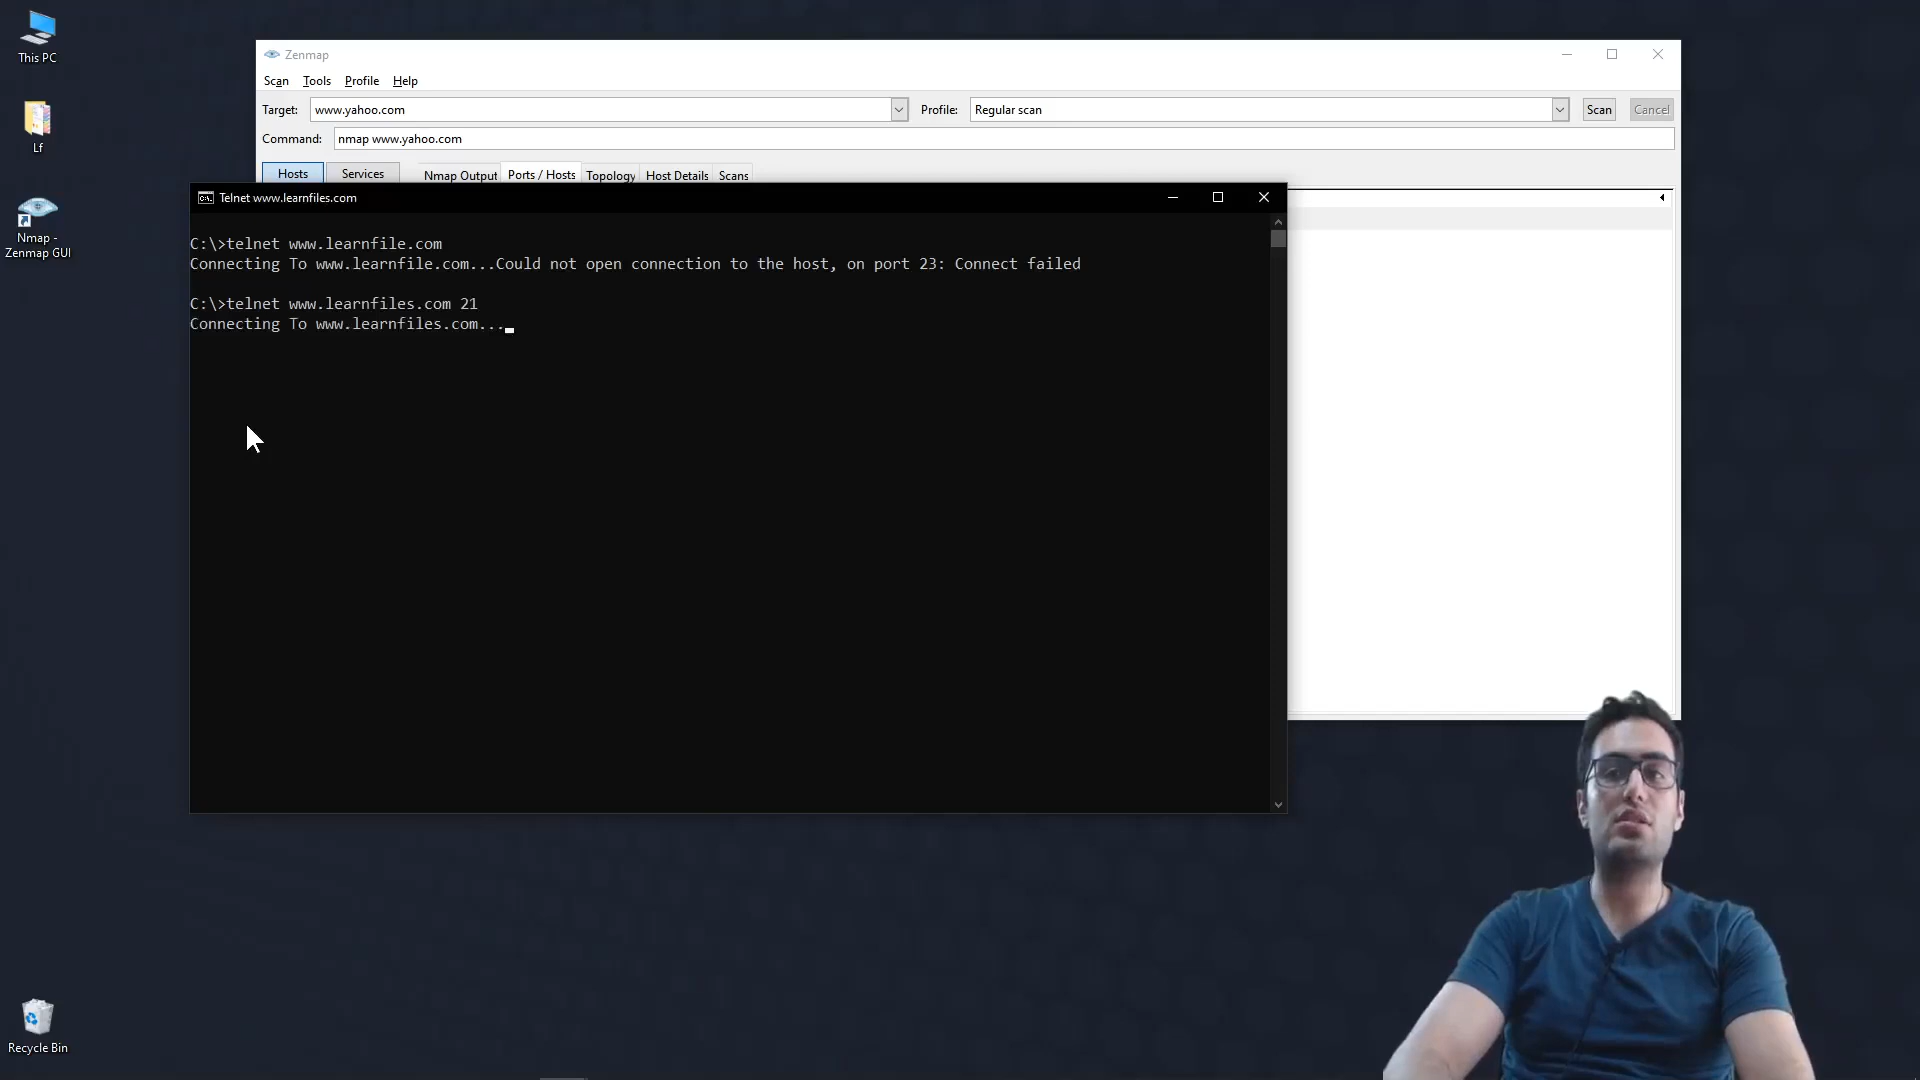 This PC
Lf
Nmap -
Zenmap GUI
Recycle Bin
Zenmap
Scan Tools Profile Help
Target: www.yahoo.com Profile: Regular scan Scan Cancel
Command: nmap www.yahoo.com
Hosts Services Nmap Output Ports / Hosts Topology Host Details Scans
Telnet www.learnfiles.com
C:\>telnet www.learnfile.com
Connecting To www.learnfile.com...Could not open connection to the host, on port 23: Connect failed
C:\>telnet www.learnfiles.com 21
Connecting To www.learnfiles.com...